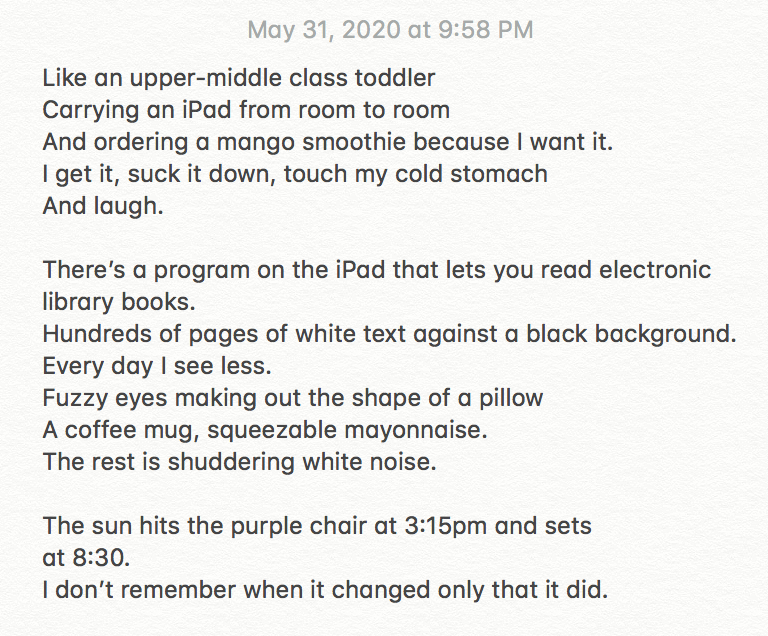 May 31, 2020 at 9:58 PM
Like an upper-middle class toddler
Carrying an iPad from room to room
And ordering a mango smoothie because I want it.
I get it, suck it down, touch my cold stomach
And laugh.
There’s a program on the iPad that lets you read electronic
library books.
Hundreds of pages of white text against a black background.
Every day I see less.
Fuzzy eyes making out the shape of a pillow
A coffee mug, squeezable mayonnaise.
The rest is shuddering white noise.
The sun hits the purple chair at 3:15pm and sets
at 8:30.
I don’t remember when it changed only that it did.